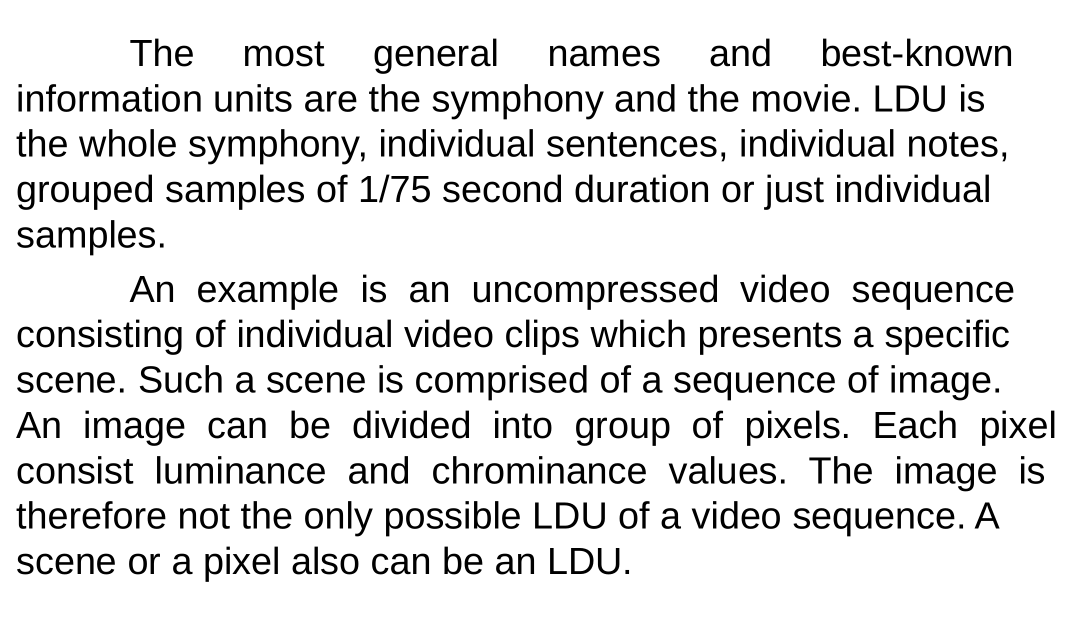 The most general names and best-known
information units are the symphony and the movie. LDU is
the whole symphony, individual sentences, individual notes,
grouped samples of 1/75 second duration or just individual
samples.
An example is an uncompressed video sequence
consisting of individual video clips which presents a specific
scene. Such a scene is comprised of a sequence of image.
An image can be divided into group of pixels. Each pixel
consist luminance and chrominance values. The image is
therefore not the only possible LDU of a video sequence. A
scene or a pixel also can be an LDU.